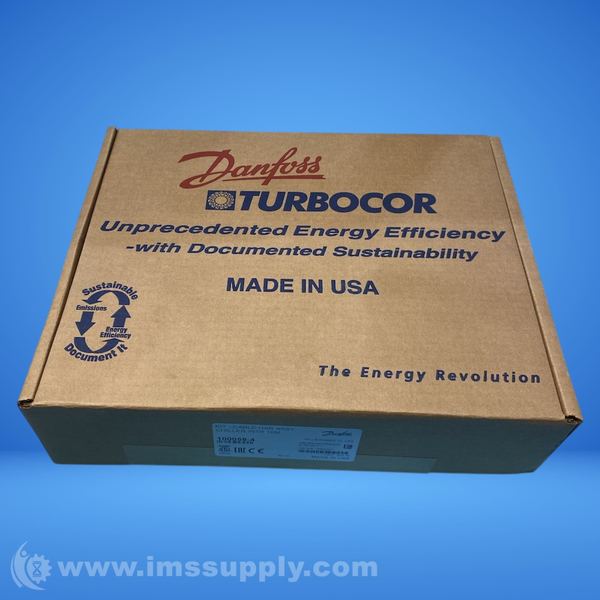 Danfoss
TURBOCOR
Unprecedented Energy Efficiency
-with Documented Sustainability
MADE IN USA
Sustainable
Emissions
Energy
Efficiency
Document It
The Energy Revolution
Danfoss
www.imssupply.com